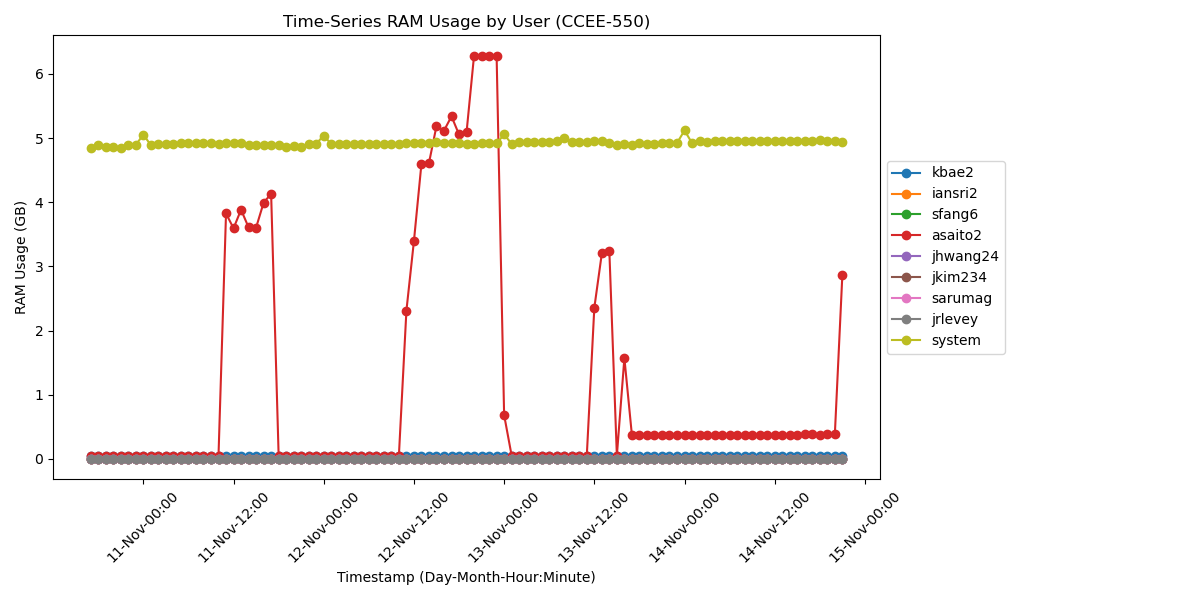 Time-Series RAM Usage by User (CCEE-550)
RAM Usage (GB)
6
5
4
3
2
1
0
11-Nov-00:00
11-Nov-12:00
12-Nov-00:00
12-Nov-12:00
13-Nov-00:00
13-Nov-12:00
14-Nov-00:00
14-Nov-12:00
15-Nov-00:00
Timestamp (Day-Month-Hour:Minute)
kbae2
iansri2
sfang6
asaito2
jhwang24
jkim234
sarumag
jrlevey
system